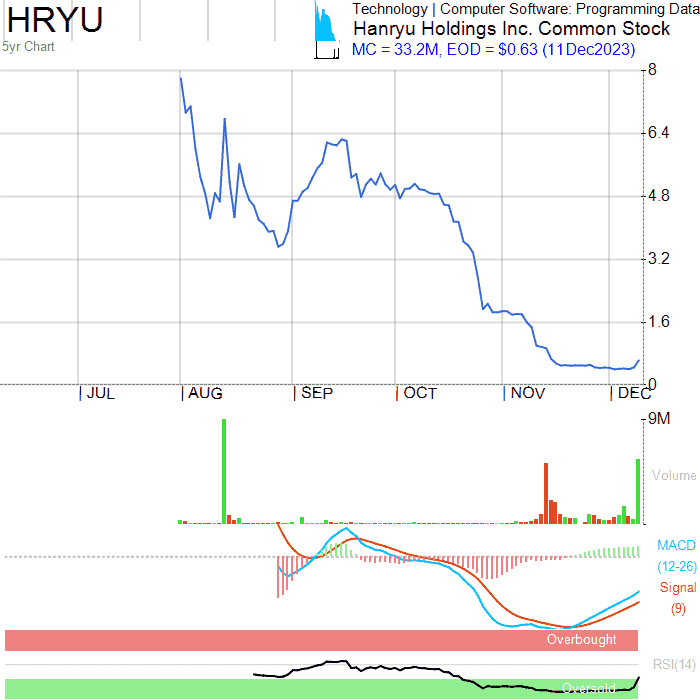 HRYU
5yr Chart
Technology | Computer Software: Programming Data
Hanryu Holdings Inc. Common Stock
MC = 33.2M, EOD = $0.63 (11Dec2023)
8
6.4
4.8
3.2
1.6
0
| JUL | AUG | SEP | OCT | NOV | DEC
9M
Volume
MACD
(12-26)
Signal
(9)
Overbought
RSI(14)
Oversold